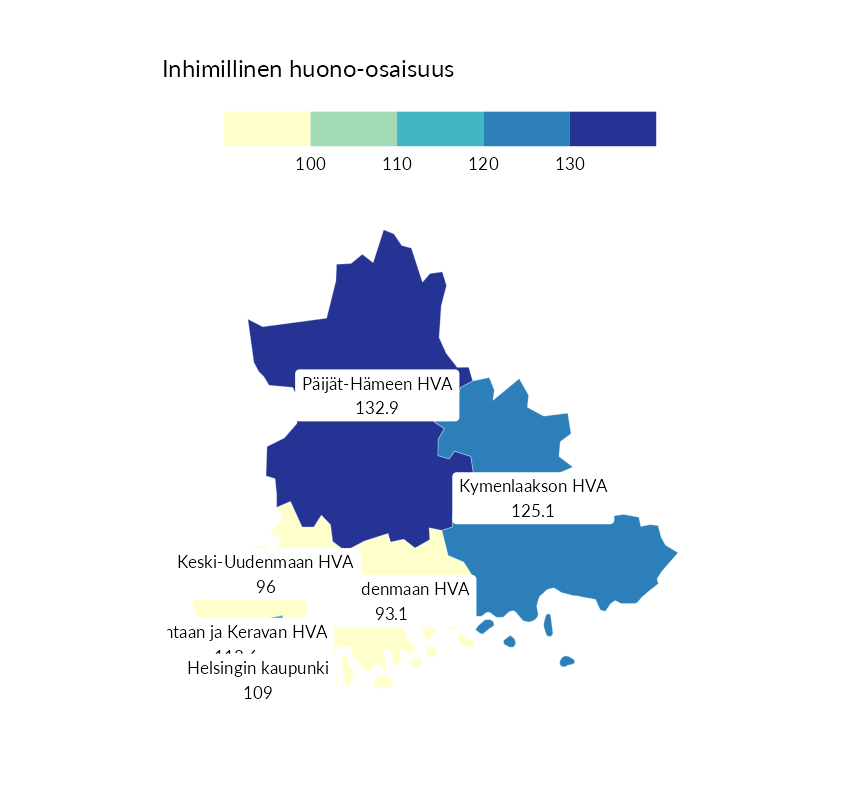 Inhimillinen huono-osaisuus
100 110 120 130
Päijät-Hämeen HVA
132.9
Kymenlaakson HVA
125.1
Keski-Uudenmaan HVA
96
denmaan HVA
93.1
ntaan ja Keravan HVA
Helsingin kaupunki
109